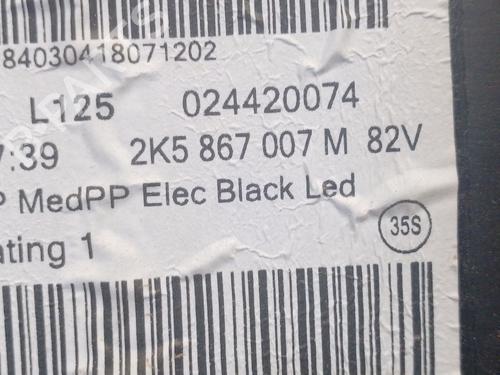 84030418071202
L125 024420074
7:39 2K5 867 007 M 82V
P MedPP Elec Black Led
ating 1 35S